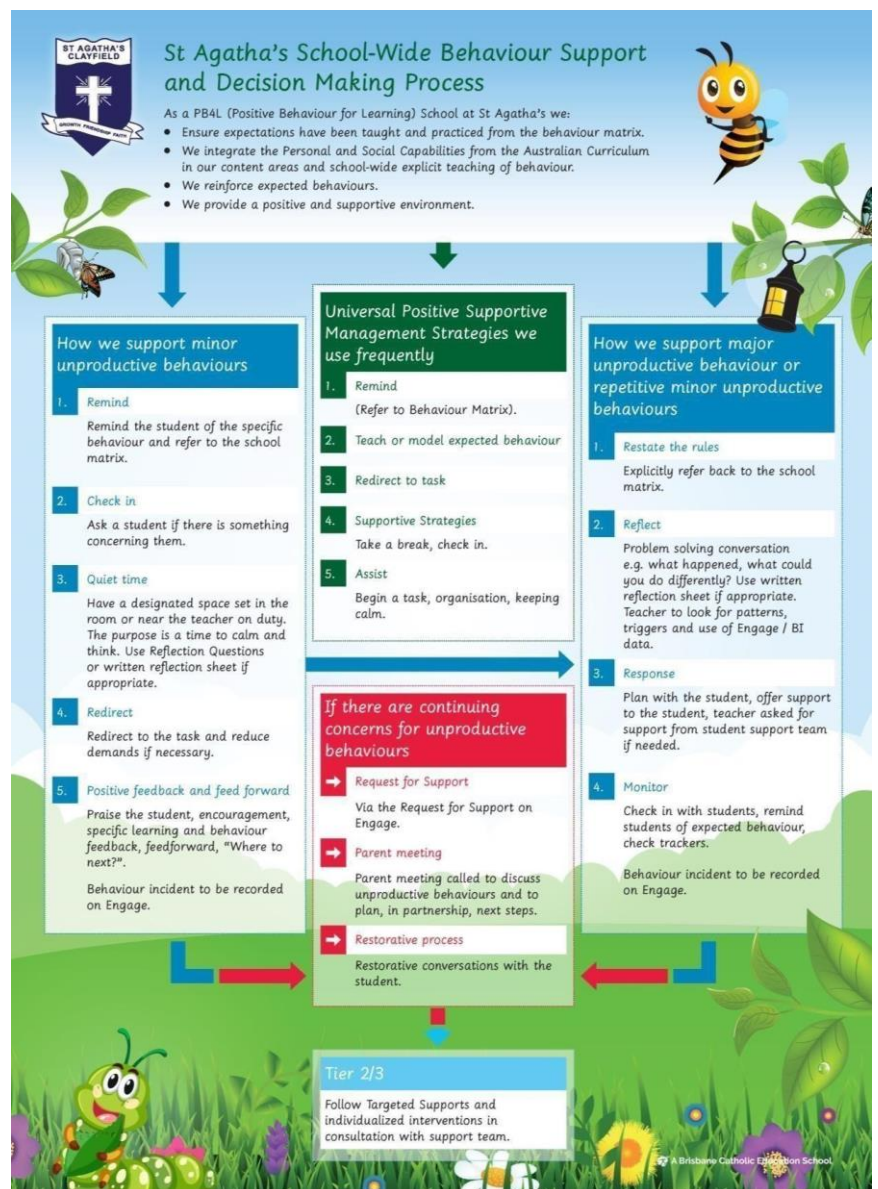 ST AGATHA'S
CLAYFIELD
GROWTH FRIENDSHIP FAITH
St Agatha's School-Wide Behaviour Support
and Decision Making Process
As a PB4L (Positive Behaviour for Learning) School at St Agatha's we:
• Ensure expectations have been taught and practiced from the behaviour matrix.
• We integrate the Personal and Social Capabilities from the Australian Curriculum
in our content areas and school-wide explicit teaching of behaviour.
• We reinforce expected behaviours.
• We provide a positive and supportive environment.
How we support minor
unproductive behaviours
1. Remind
Remind the student of the specific
behaviour and refer to the school
matrix.
2. Check in
Ask a student if there is something
concerning them.
3. Quiet time
Have a designated space set in the
room or near the teacher on duty.
The purpose is a time to calm and
think. Use Reflection Questions
or written reflection sheet if
appropriate.
4. Redirect
Redirect to the task and reduce
demands if necessary.
5. Positive feedback and feed forward
Praise the student, encouragement,
specific learning and behaviour
feedback, feedforward, "Where to
next?".
Behaviour incident to be recorded
on Engage.
Universal Positive Supportive
Management Strategies we
use frequently
1. Remind
(Refer to Behaviour Matrix).
2. Teach or model expected behaviour
3. Redirect to task
4. Supportive Strategies
Take a break, check in.
5. Assist
Begin a task, organisation, keeping
calm.
If there are continuing
concerns for unproductive
behaviours
Request for Support
Via the Request for Support on
Engage.
Parent meeting
Parent meeting called to discuss
unproductive behaviours and to
plan, in partnership, next steps.
Restorative process
Restorative conversations with the
student.
How we support major
unproductive behaviour or
repetitive minor unproductive
behaviours
1. Restate the rules
Explicitly refer back to the school
matrix.
2. Reflect
Problem solving conversation
e.g. what happened, what could
you do differently? Use written
reflection sheet if appropriate.
Teacher to look for patterns,
triggers and use of Engage / BI
data.
3. Response
Plan with the student, offer support
to the student, teacher asked for
support from student support team
if needed.
4. Monitor
Check in with students, remind
students of expected behaviour,
check trackers.
Behaviour incident to be recorded
on Engage.
Tier 2/3
Follow Targeted Supports and
individualized interventions in
consultation with support team.
A Brisbane Catholic Education School